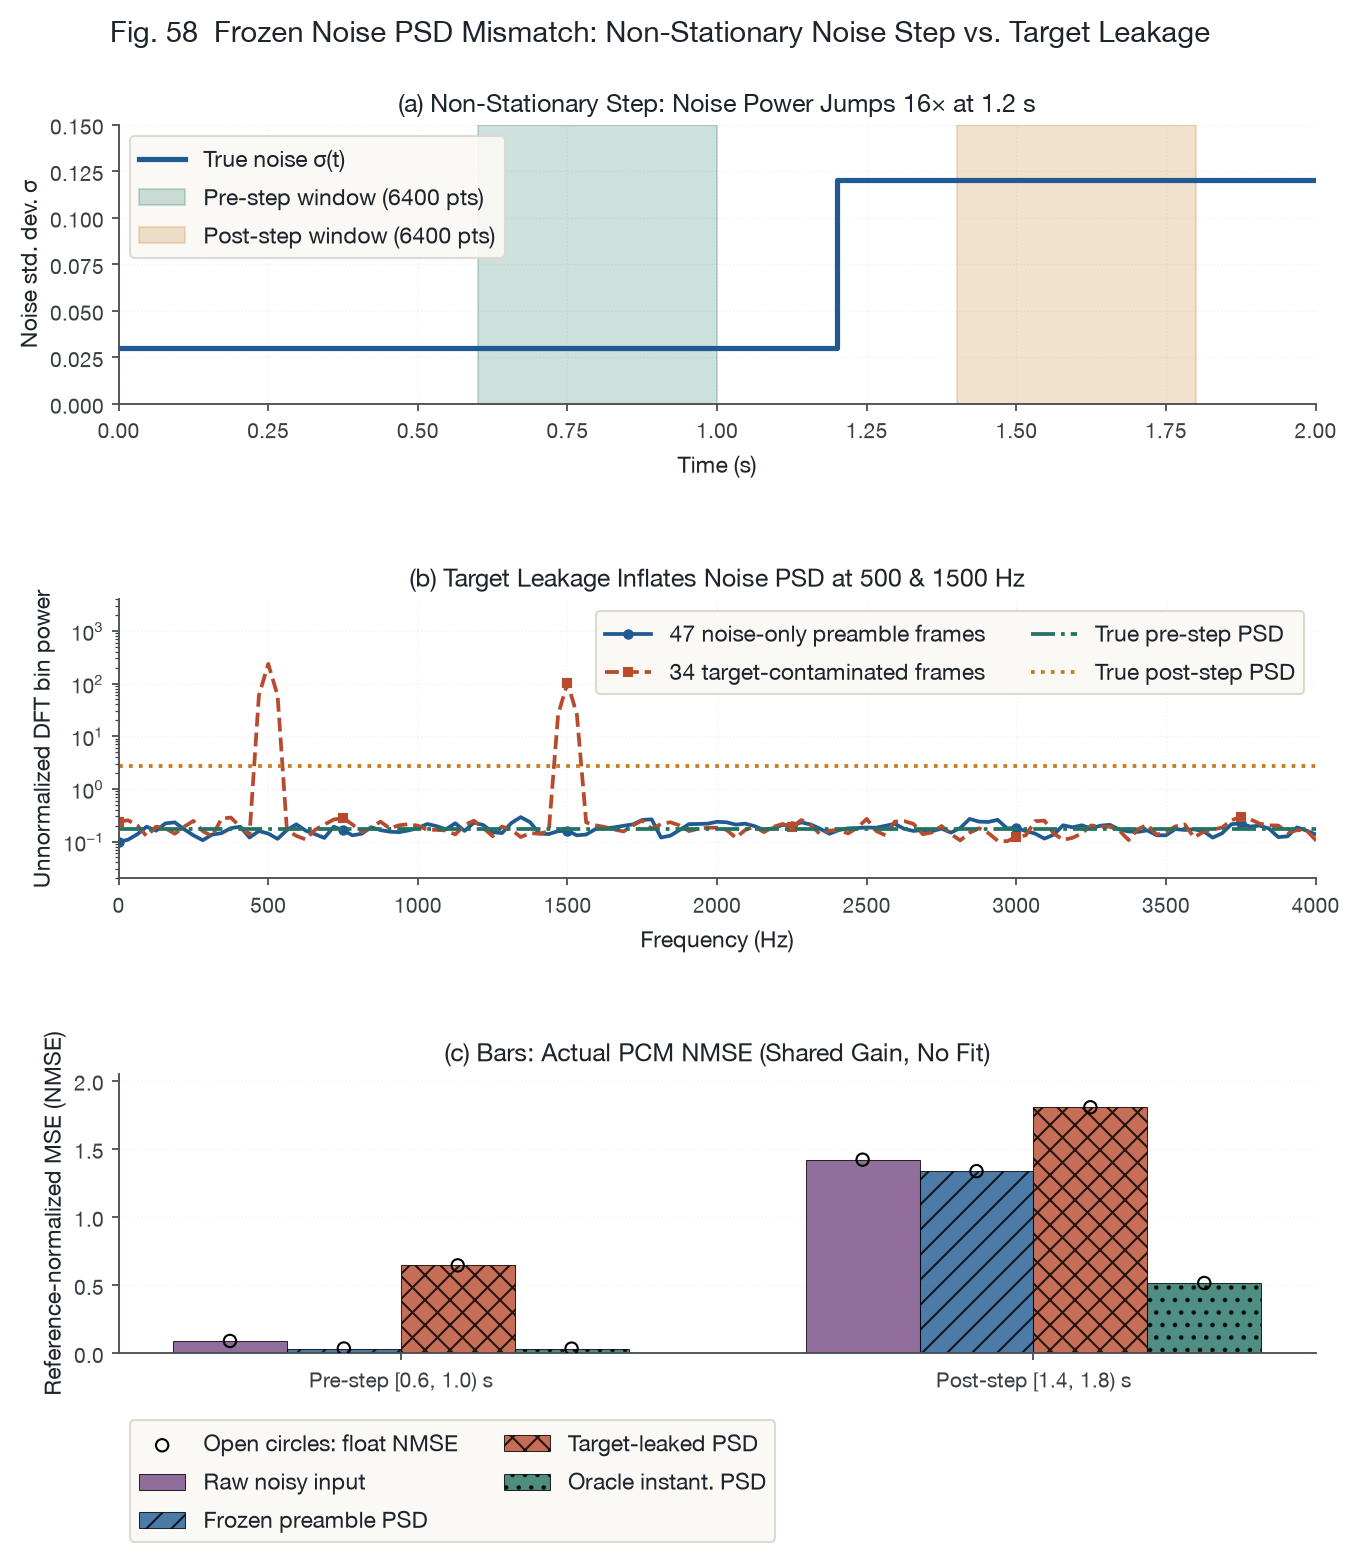 Fig. 58  Frozen Noise PSD Mismatch: Non-Stationary Noise Step vs. Target Leakage
(a) Non-Stationary Step: Noise Power Jumps 16× at 1.2 s
Noise std. dev. σ
0.150
0.125
0.100
0.075
0.050
0.025
0.000
True noise σ(t)
Pre-step window (6400 pts)
Post-step window (6400 pts)
0.00 0.25 0.50 0.75 1.00 1.25 1.50 1.75 2.00
Time (s)
(b) Target Leakage Inflates Noise PSD at 500 & 1500 Hz
Unnormalized DFT bin power
10³
10²
10¹
10⁰
10⁻¹
47 noise-only preamble frames
34 target-contaminated frames
True pre-step PSD
True post-step PSD
0 500 1000 1500 2000 2500 3000 3500 4000
Frequency (Hz)
(c) Bars: Actual PCM NMSE (Shared Gain, No Fit)
Reference-normalized MSE (NMSE)
2.0
1.5
1.0
0.5
0.0
Pre-step [0.6, 1.0) s
Post-step [1.4, 1.8) s
Open circles: float NMSE
Raw noisy input
Frozen preamble PSD
Target-leaked PSD
Oracle instant. PSD